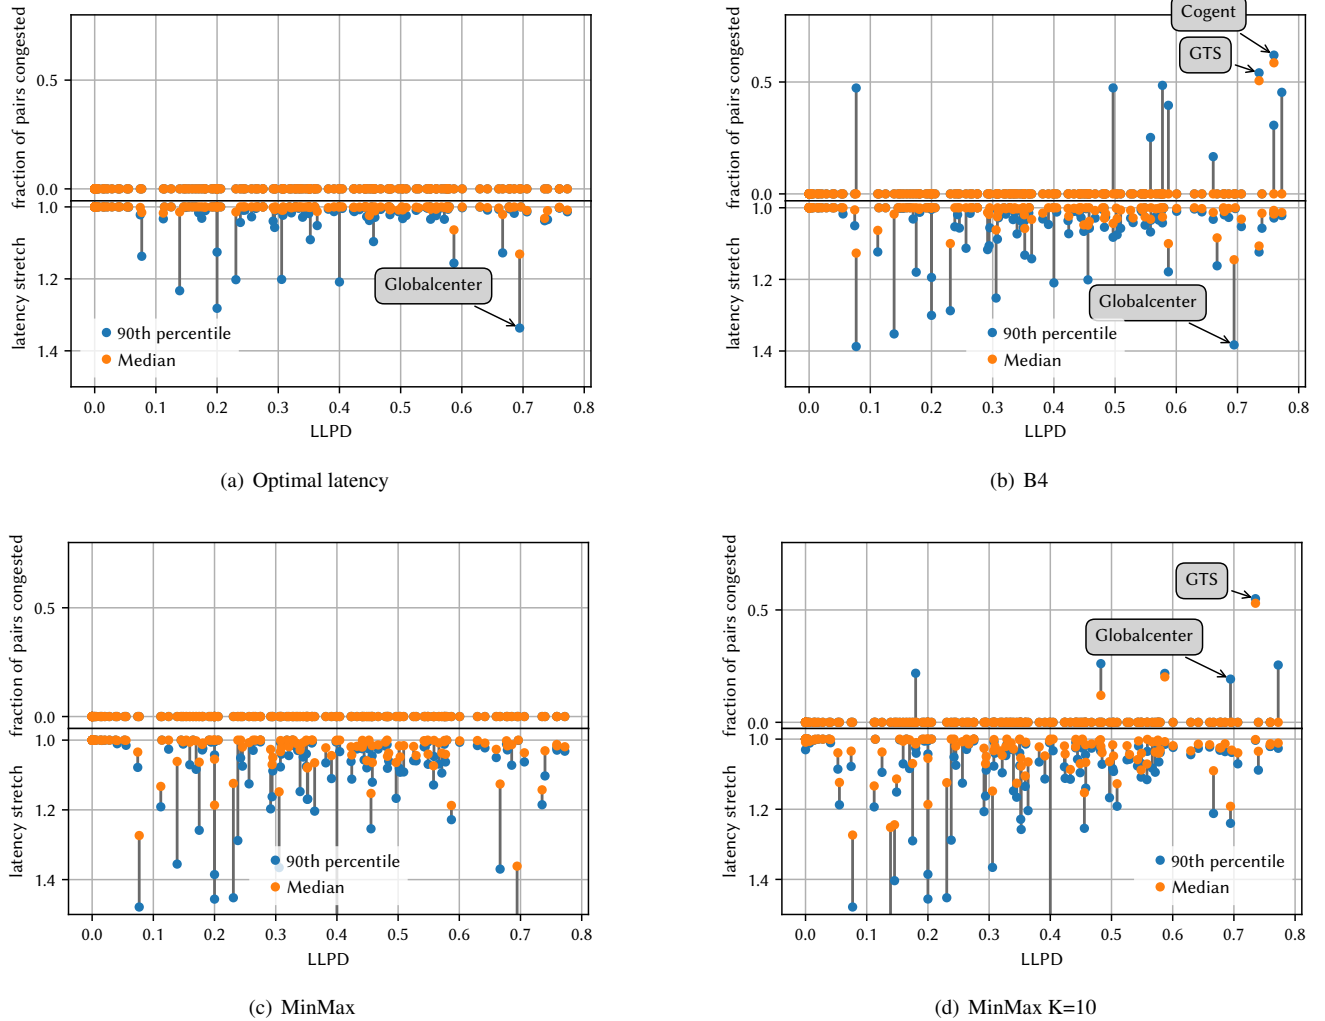 fraction of pairs congested
0.5
0.0
1.0
latency stretch
1.2
1.4
Globalcenter
90th percentile
Median
0.0 0.1 0.2 0.3 0.4 0.5 0.6 0.7 0.8
LLPD
(a) Optimal latency
fraction of pairs congested
0.5
0.0
1.0
latency stretch
1.2
1.4
Cogent
GTS
Globalcenter
90th percentile
Median
0.0 0.1 0.2 0.3 0.4 0.5 0.6 0.7 0.8
LLPD
(b) B4
fraction of pairs congested
0.5
0.0
1.0
latency stretch
1.2
1.4
90th percentile
Median
0.0 0.1 0.2 0.3 0.4 0.5 0.6 0.7 0.8
LLPD
(c) MinMax
fraction of pairs congested
0.5
0.0
1.0
latency stretch
1.2
1.4
GTS
Globalcenter
90th percentile
Median
0.0 0.1 0.2 0.3 0.4 0.5 0.6 0.7 0.8
LLPD
(d) MinMax K=10